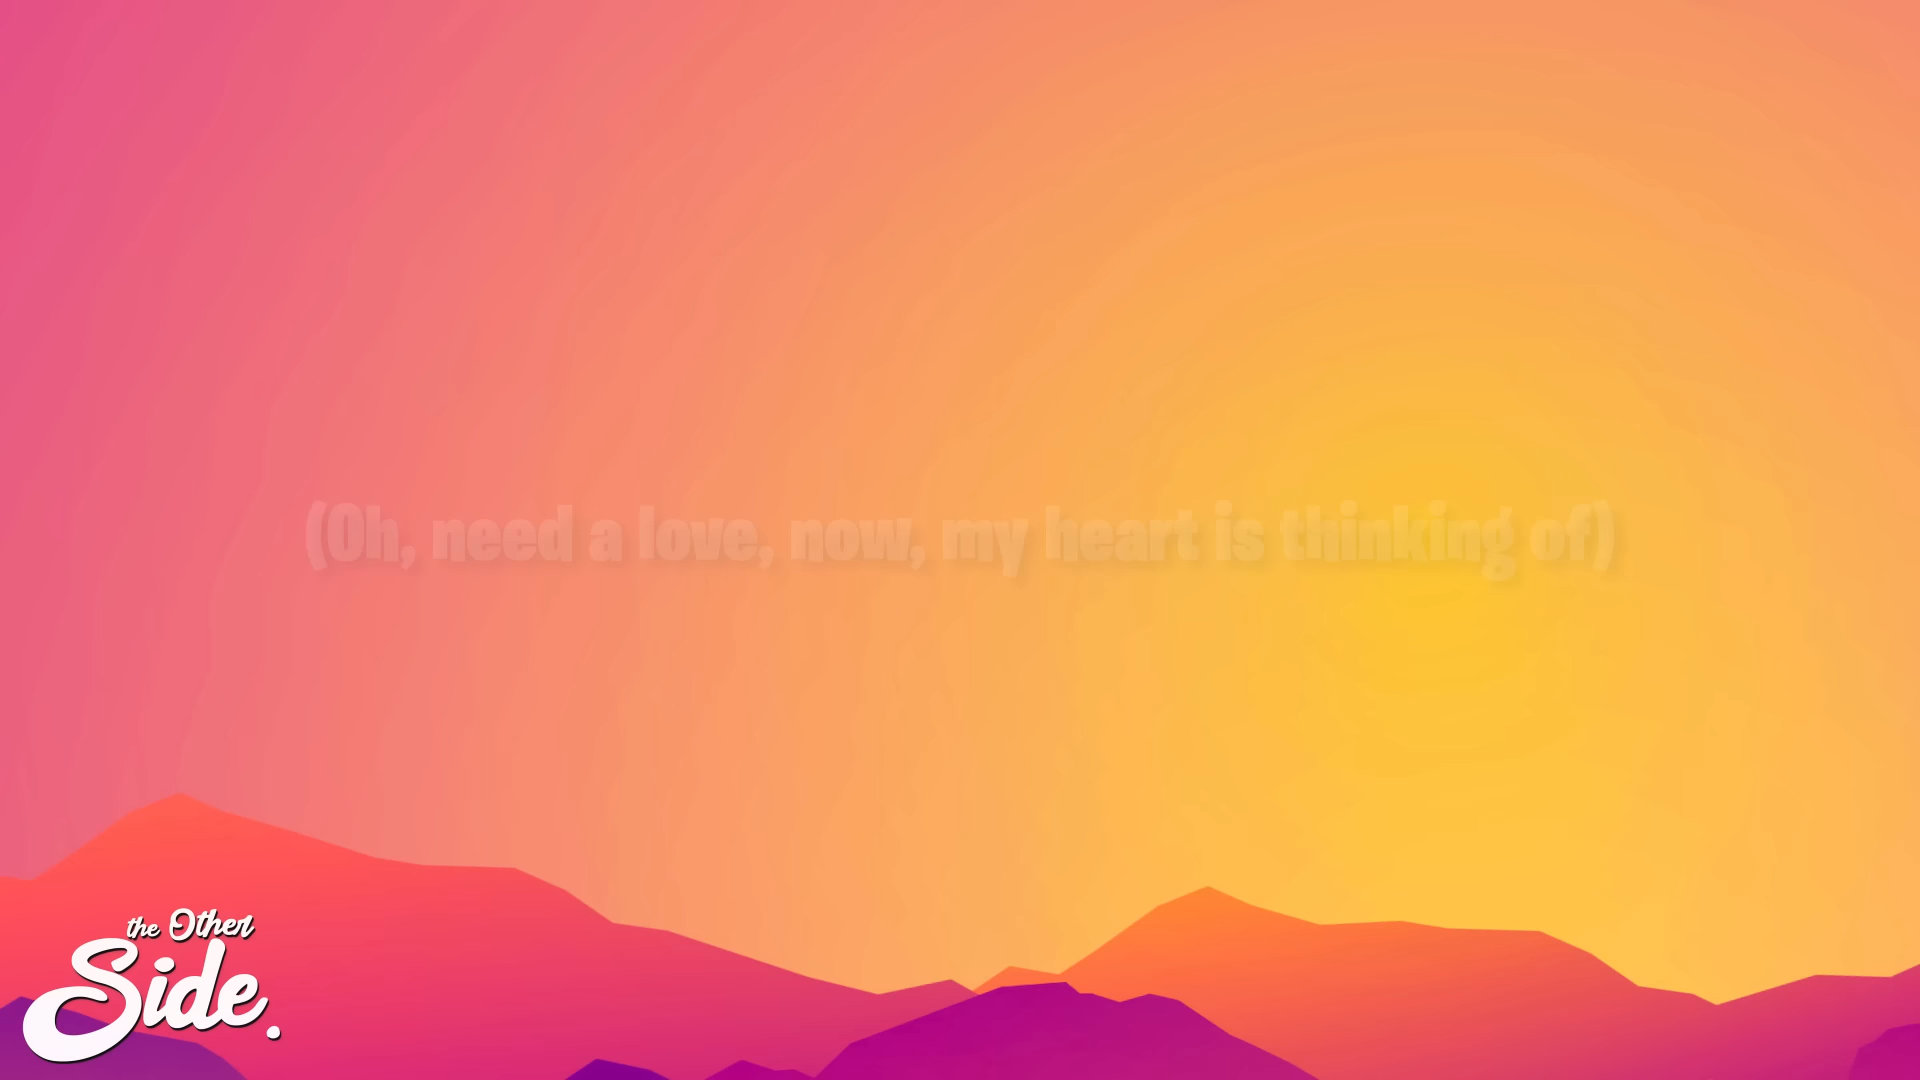 (Oh, need a love, now, my heart is thinking of)
the Other
Side.